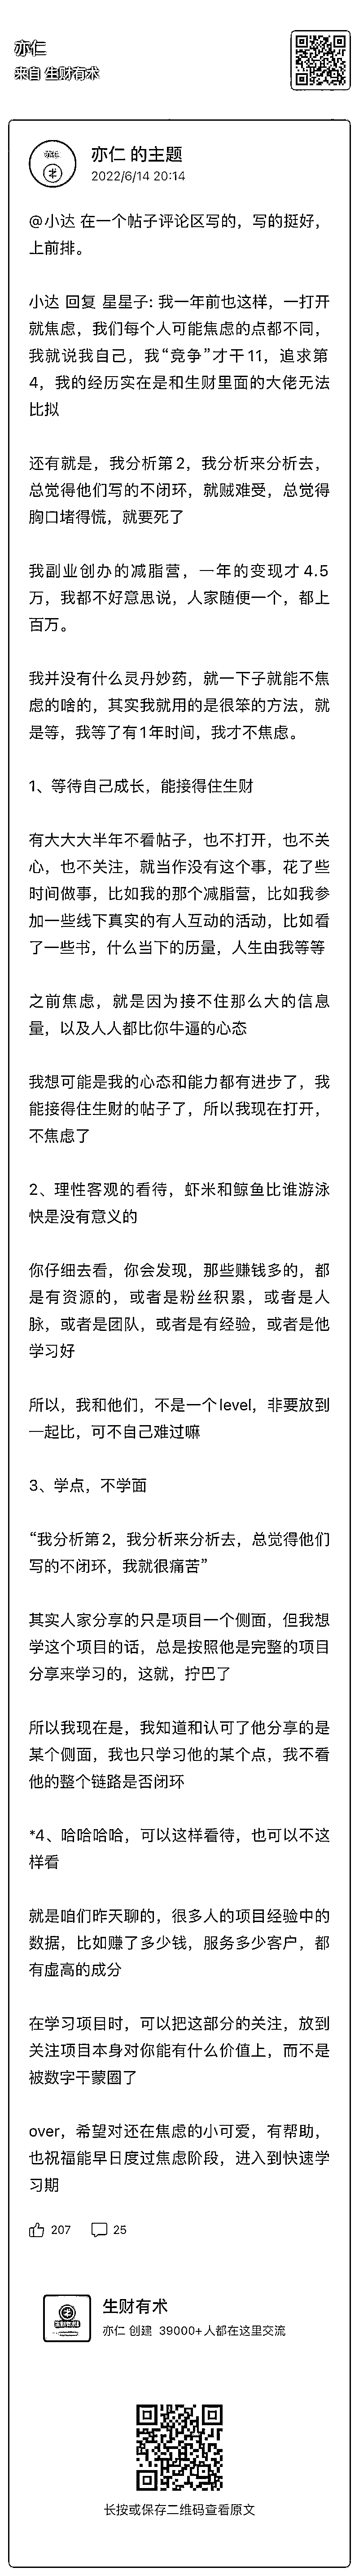 亦仁
来自 生财有术
亦仁 的主题
2022/6/14 20:14
@小达 在一个帖子评论区写的，写的挺好，
上前排。
小达 回复 星星子: 我一年前也这样，一打开
就焦虑，我们每个人可能焦虑的点都不同，
我就说我自己，我“竞争”才干11，追求第
4，我的经历实在是和生财里面的大佬无法
比拟
还有就是，我分析第2，我分析来分析去，
总觉得他们写的不闭环，就贼难受，总觉得
胸口堵得慌，就要死了
我副业创办的减脂营，一年的变现才4.5
万，我都不好意思说，人家随便一个，都上
百万。
我并没有什么灵丹妙药，就一下子就能不焦
虑的啥的，其实我就用的是很笨的方法，就
是等，我等了有1年时间，我才不焦虑。
1、等待自己成长，能接得住生财
有大大大半年不看帖子，也不打开，也不关
心，也不关注，就当作没有这个事，花了些
时间做事，比如我的那个减脂营，比如我参
加一些线下真实的有人互动的活动，比如看
了一些书，什么当下的历量，人生由我等等
之前焦虑，就是因为接不住那么大的信息
量，以及人人都比你牛逼的心态
我想可能是我的心态和能力都有进步了，我
能接得住生财的帖子了，所以我现在打开，
不焦虑了
2、理性客观的看待，虾米和鲸鱼比谁游泳
快是没有意义的
你仔细去看，你会发现，那些赚钱多的，都
是有资源的，或者是粉丝积累，或者是人
脉，或者是团队，或者是有经验，或者是他
学习好
所以，我和他们，不是一个level，非要放到
一起比，可不自己难过嘛
3、学点，不学面
“我分析第2，我分析来分析去，总觉得他们
写的不闭环，我就很痛苦”
其实人家分享的只是项目一个侧面，但我想
学这个项目的话，总是按照他是完整的项目
分享来学习的，这就，拧巴了
所以我现在是，我知道和认可了他分享的是
某个侧面，我也只学习他的某个点，我不看
他的整个链路是否闭环
*4、哈哈哈哈，可以这样看待，也可以不这
样看
就是咱们昨天聊的，很多人的项目经验中的
数据，比如赚了多少钱，服务多少客户，都
有虚高的成分
在学习项目时，可以把这部分的关注，放到
关注项目本身对你能有什么价值上，而不是
被数字干蒙圈了
over，希望对还在焦虑的小可爱，有帮助，
也祝福能早日度过焦虑阶段，进入到快速学
习期
207 25
生财有术
亦仁 创建 39000+人都在这里交流
长按或保存二维码查看原文